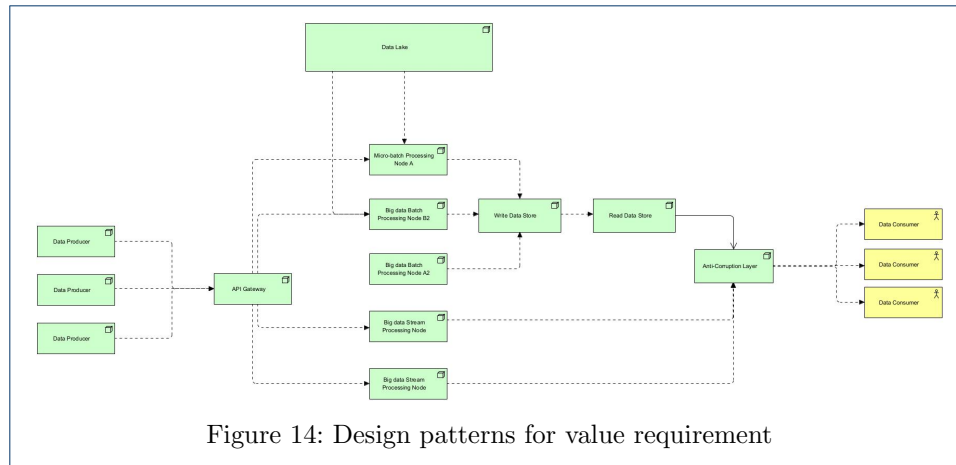 Data Lake
Micro-batch Processing
Node A
Big data Batch
Processing Node B2
Write Data Store
Read Data Store
Data Consumer
Data Producer
Big data Batch
Processing Node A2
Anti-Corruption Layer
Data Consumer
Data Producer
API Gateway
Data Consumer
Data Producer
Big data Stream
Processing Node
Big data Stream
Processing Node
Figure 14: Design patterns for value requirement